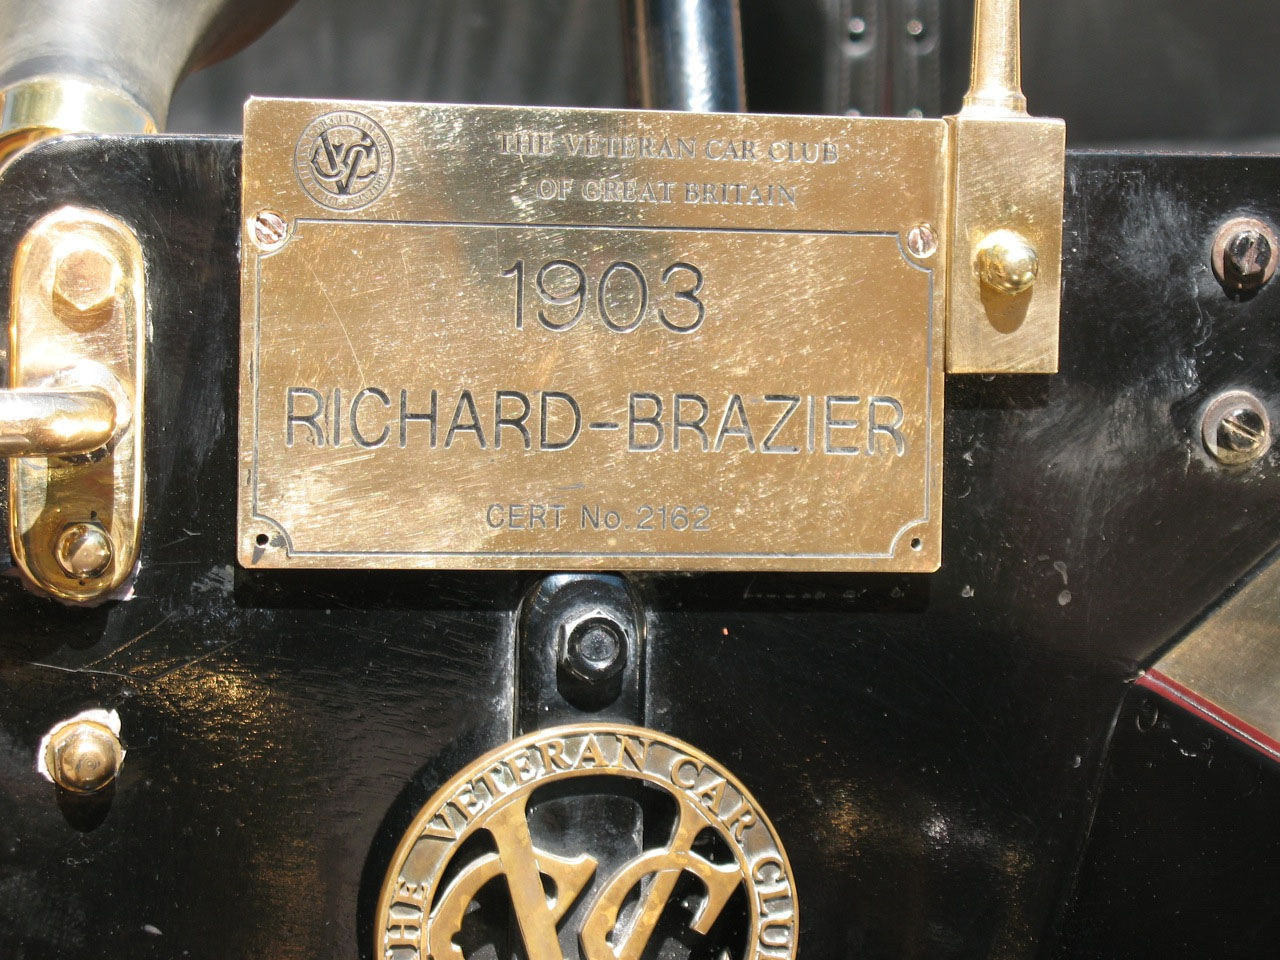 THE VETERAN CAR CLUB
OF GREAT BRITAIN
1903
RICHARD-BRAZIER
CERT No. 2162
THE VETERAN CAR CLUB
VCC